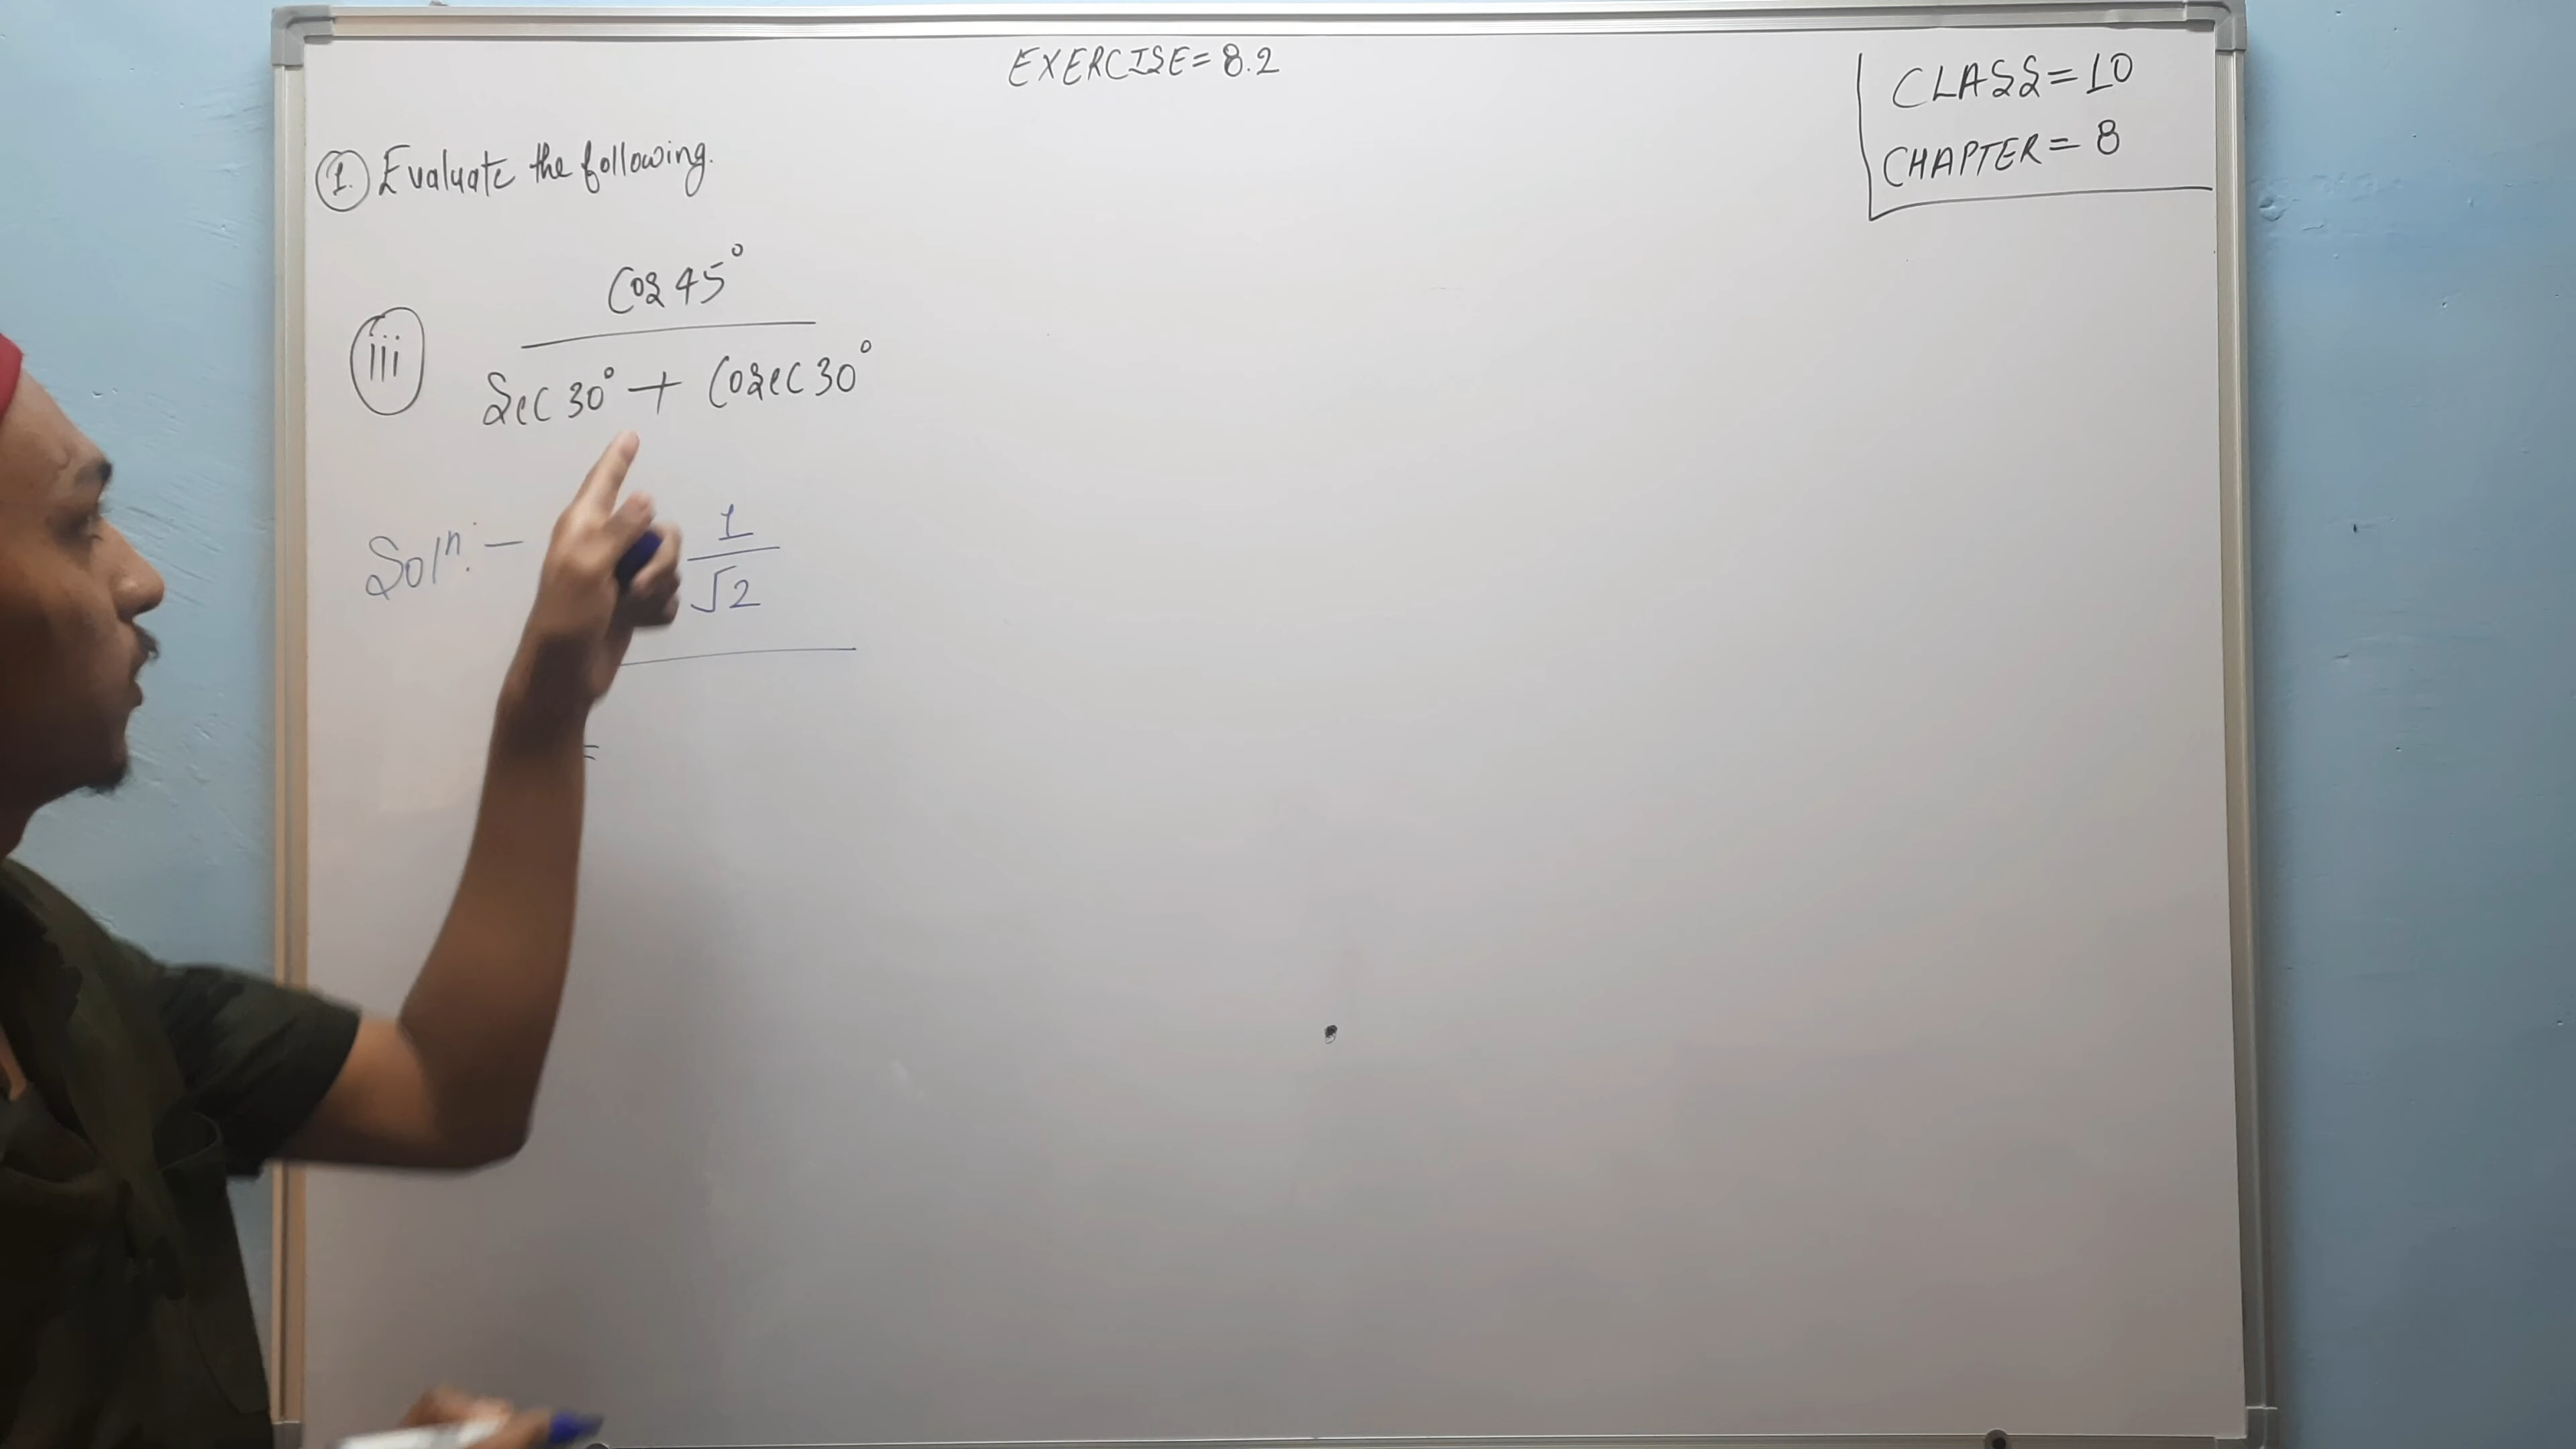 EXERCISE = 8.2
CLASS = 10
CHAPTER = 8
1. Evaluate the following.
iii
Cos 45°
Sec 30° + Cosec 30°
Solⁿ: –
1
√2
=